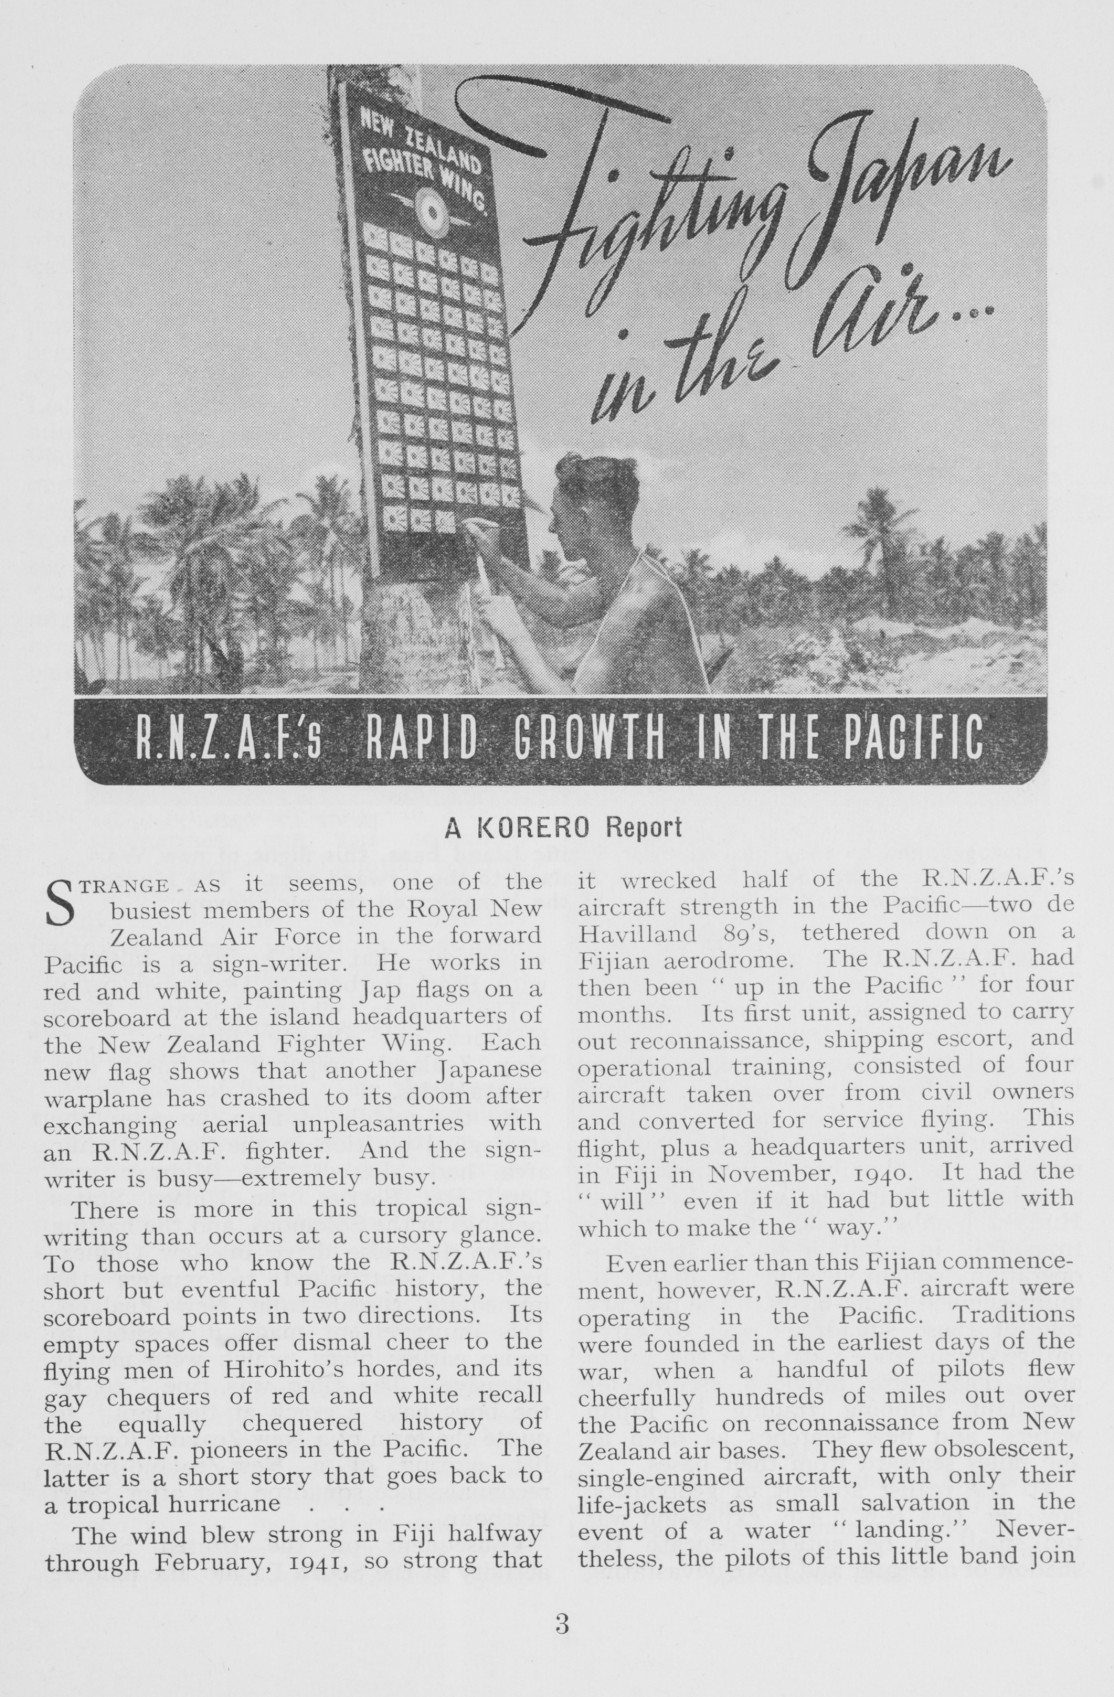 NEW ZEALAND
FIGHTER WING.
Fighting Japan
in the Air...
R.N.Z.A.F.'s RAPID GROWTH IN THE PACIFIC
A KORERO Report
STRANGE AS it seems, one of the
busiest members of the Royal New
Zealand Air Force in the forward
Pacific is a sign-writer. He works in
red and white, painting Jap flags on a
scoreboard at the island headquarters of
the New Zealand Fighter Wing. Each
new flag shows that another Japanese
warplane has crashed to its doom after
exchanging aerial unpleasantries with
an R.N.Z.A.F. fighter. And the sign-
writer is busy—extremely busy.
There is more in this tropical sign-
writing than occurs at a cursory glance.
To those who know the R.N.Z.A.F.'s
short but eventful Pacific history, the
scoreboard points in two directions. Its
empty spaces offer dismal cheer to the
flying men of Hirohito's hordes, and its
gay chequers of red and white recall
the equally chequered history of
R.N.Z.A.F. pioneers in the Pacific. The
latter is a short story that goes back to
a tropical hurricane . . .
The wind blew strong in Fiji halfway
through February, 1941, so strong that
it wrecked half of the R.N.Z.A.F.'s
aircraft strength in the Pacific—two de
Havilland 89's, tethered down on a
Fijian aerodrome. The R.N.Z.A.F. had
then been " up in the Pacific " for four
months. Its first unit, assigned to carry
out reconnaissance, shipping escort, and
operational training, consisted of four
aircraft taken over from civil owners
and converted for service flying. This
flight, plus a headquarters unit, arrived
in Fiji in November, 1940. It had the
" will " even if it had but little with
which to make the " way."
Even earlier than this Fijian commence-
ment, however, R.N.Z.A.F. aircraft were
operating in the Pacific. Traditions
were founded in the earliest days of the
war, when a handful of pilots flew
cheerfully hundreds of miles out over
the Pacific on reconnaissance from New
Zealand air bases. They flew obsolescent,
single-engined aircraft, with only their
life-jackets as small salvation in the
event of a water " landing." Never-
theless, the pilots of this little band join
3